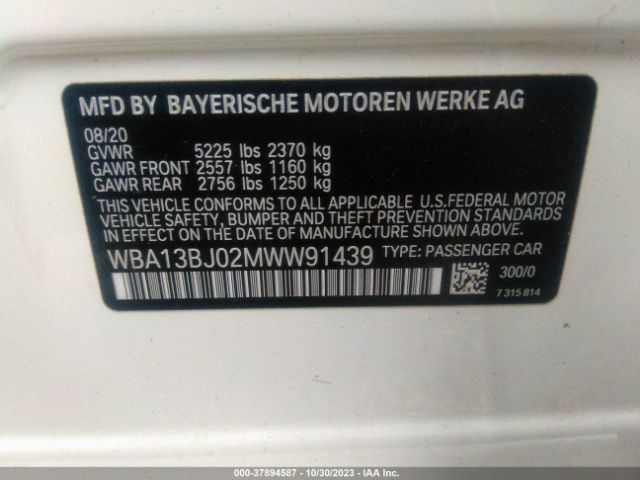 MFD BY BAYERISCHE MOTOREN WERKE AG
08/20
GVWR 5225 lbs 2370 kg
GAWR FRONT 2557 lbs 1160 kg
GAWR REAR 2756 lbs 1250 kg
THIS VEHICLE CONFORMS TO ALL APPLICABLE U.S.FEDERAL MOTOR
VEHICLE SAFETY, BUMPER AND THEFT PREVENTION STANDARDS
IN EFFECT ON THE DATE OF MANUFACTURE SHOWN ABOVE.
WBA13BJ02MWW91439 TYPE: PASSENGER CAR
300/0
7 315 814
000-37894587 - 10/30/2023 - IAA Inc.